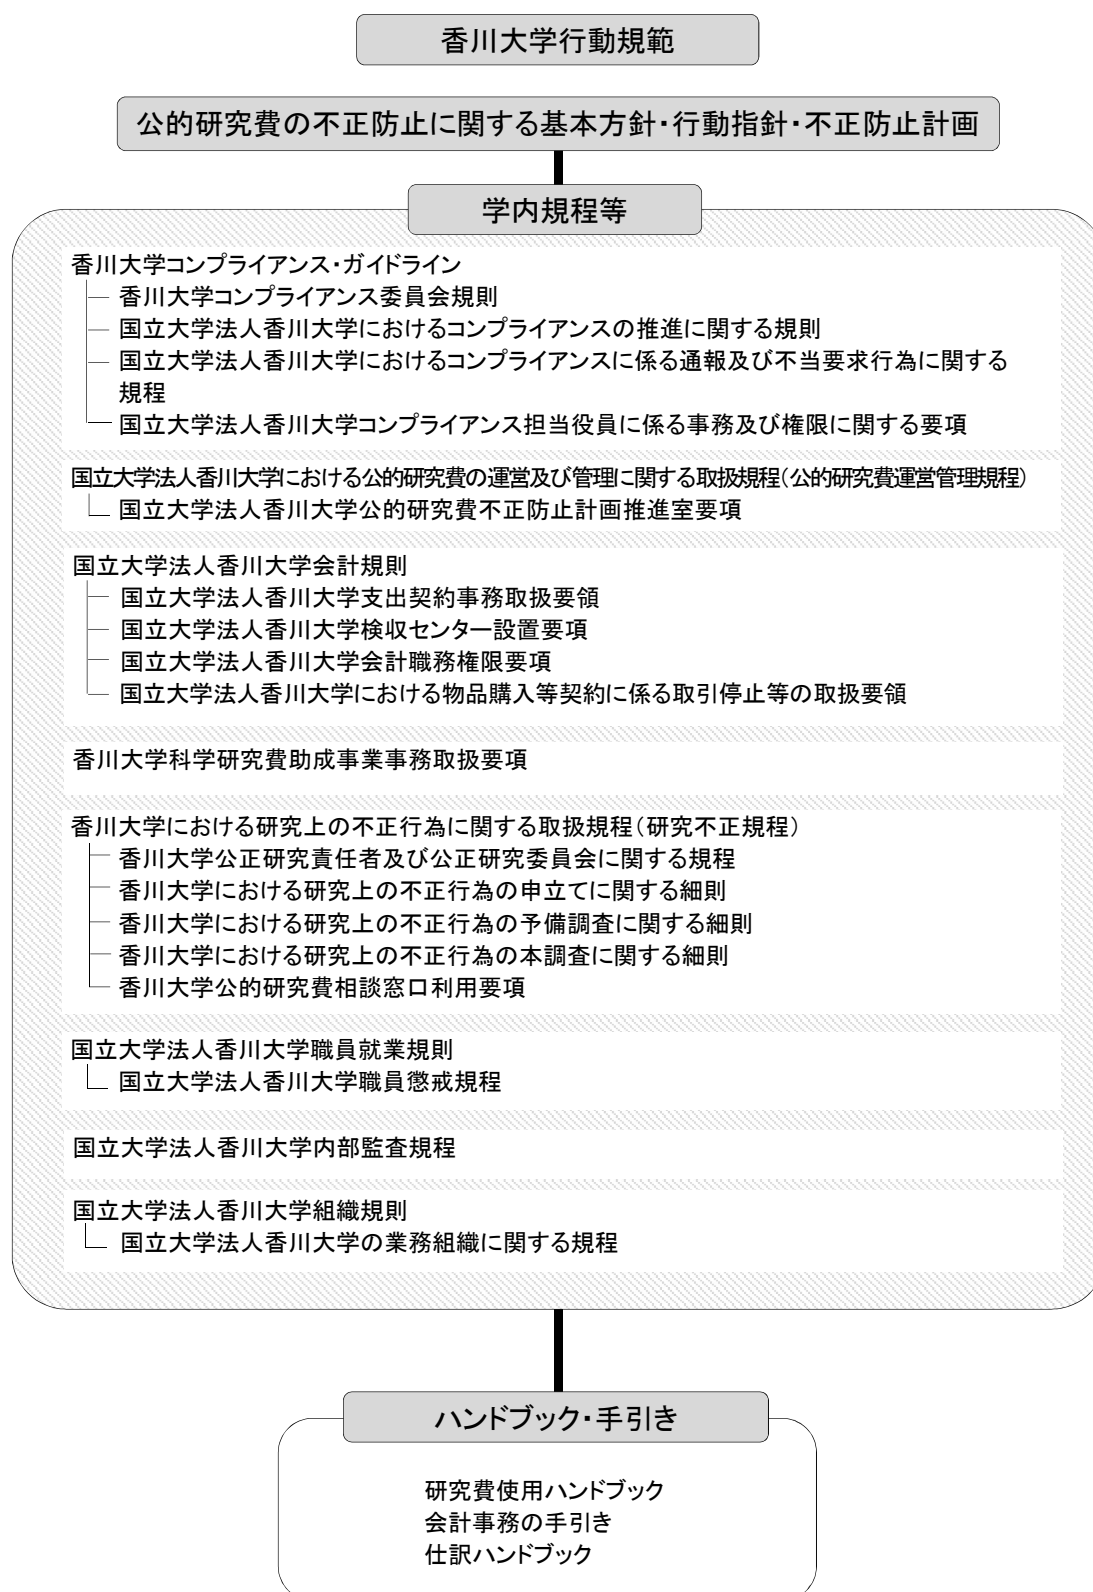 香川大学行動規範
公的研究費の不正防止に関する基本方針・行動指針・不正防止計画
学内規程等
香川大学コンプライアンス・ガイドライン
香川大学コンプライアンス委員会規則
国立大学法人香川大学におけるコンプライアンスの推進に関する規則
国立大学法人香川大学におけるコンプライアンスに係る通報及び不当要求行為に関する
規程
国立大学法人香川大学コンプライアンス担当役員に係る事務及び権限に関する要項
国立大学法人香川大学における公的研究費の運営及び管理に関する取扱規程(公的研究費運営管理規程)
国立大学法人香川大学公的研究費不正防止計画推進室要項
国立大学法人香川大学会計規則
国立大学法人香川大学支出契約事務取扱要領
国立大学法人香川大学検収センター設置要項
国立大学法人香川大学会計職務権限要項
国立大学法人香川大学における物品購入等契約に係る取引停止等の取扱要領
香川大学科学研究費助成事業事務取扱要項
香川大学における研究上の不正行為に関する取扱規程(研究不正規程)
香川大学公正研究責任者及び公正研究委員会に関する規程
香川大学における研究上の不正行為の申立てに関する細則
香川大学における研究上の不正行為の予備調査に関する細則
香川大学における研究上の不正行為の本調査に関する細則
香川大学公的研究費相談窓口利用要項
国立大学法人香川大学職員就業規則
国立大学法人香川大学職員懲戒規程
国立大学法人香川大学内部監査規程
国立大学法人香川大学組織規則
国立大学法人香川大学の業務組織に関する規程
ハンドブック・手引き
研究費使用ハンドブック
会計事務の手引き
仕訳ハンドブック